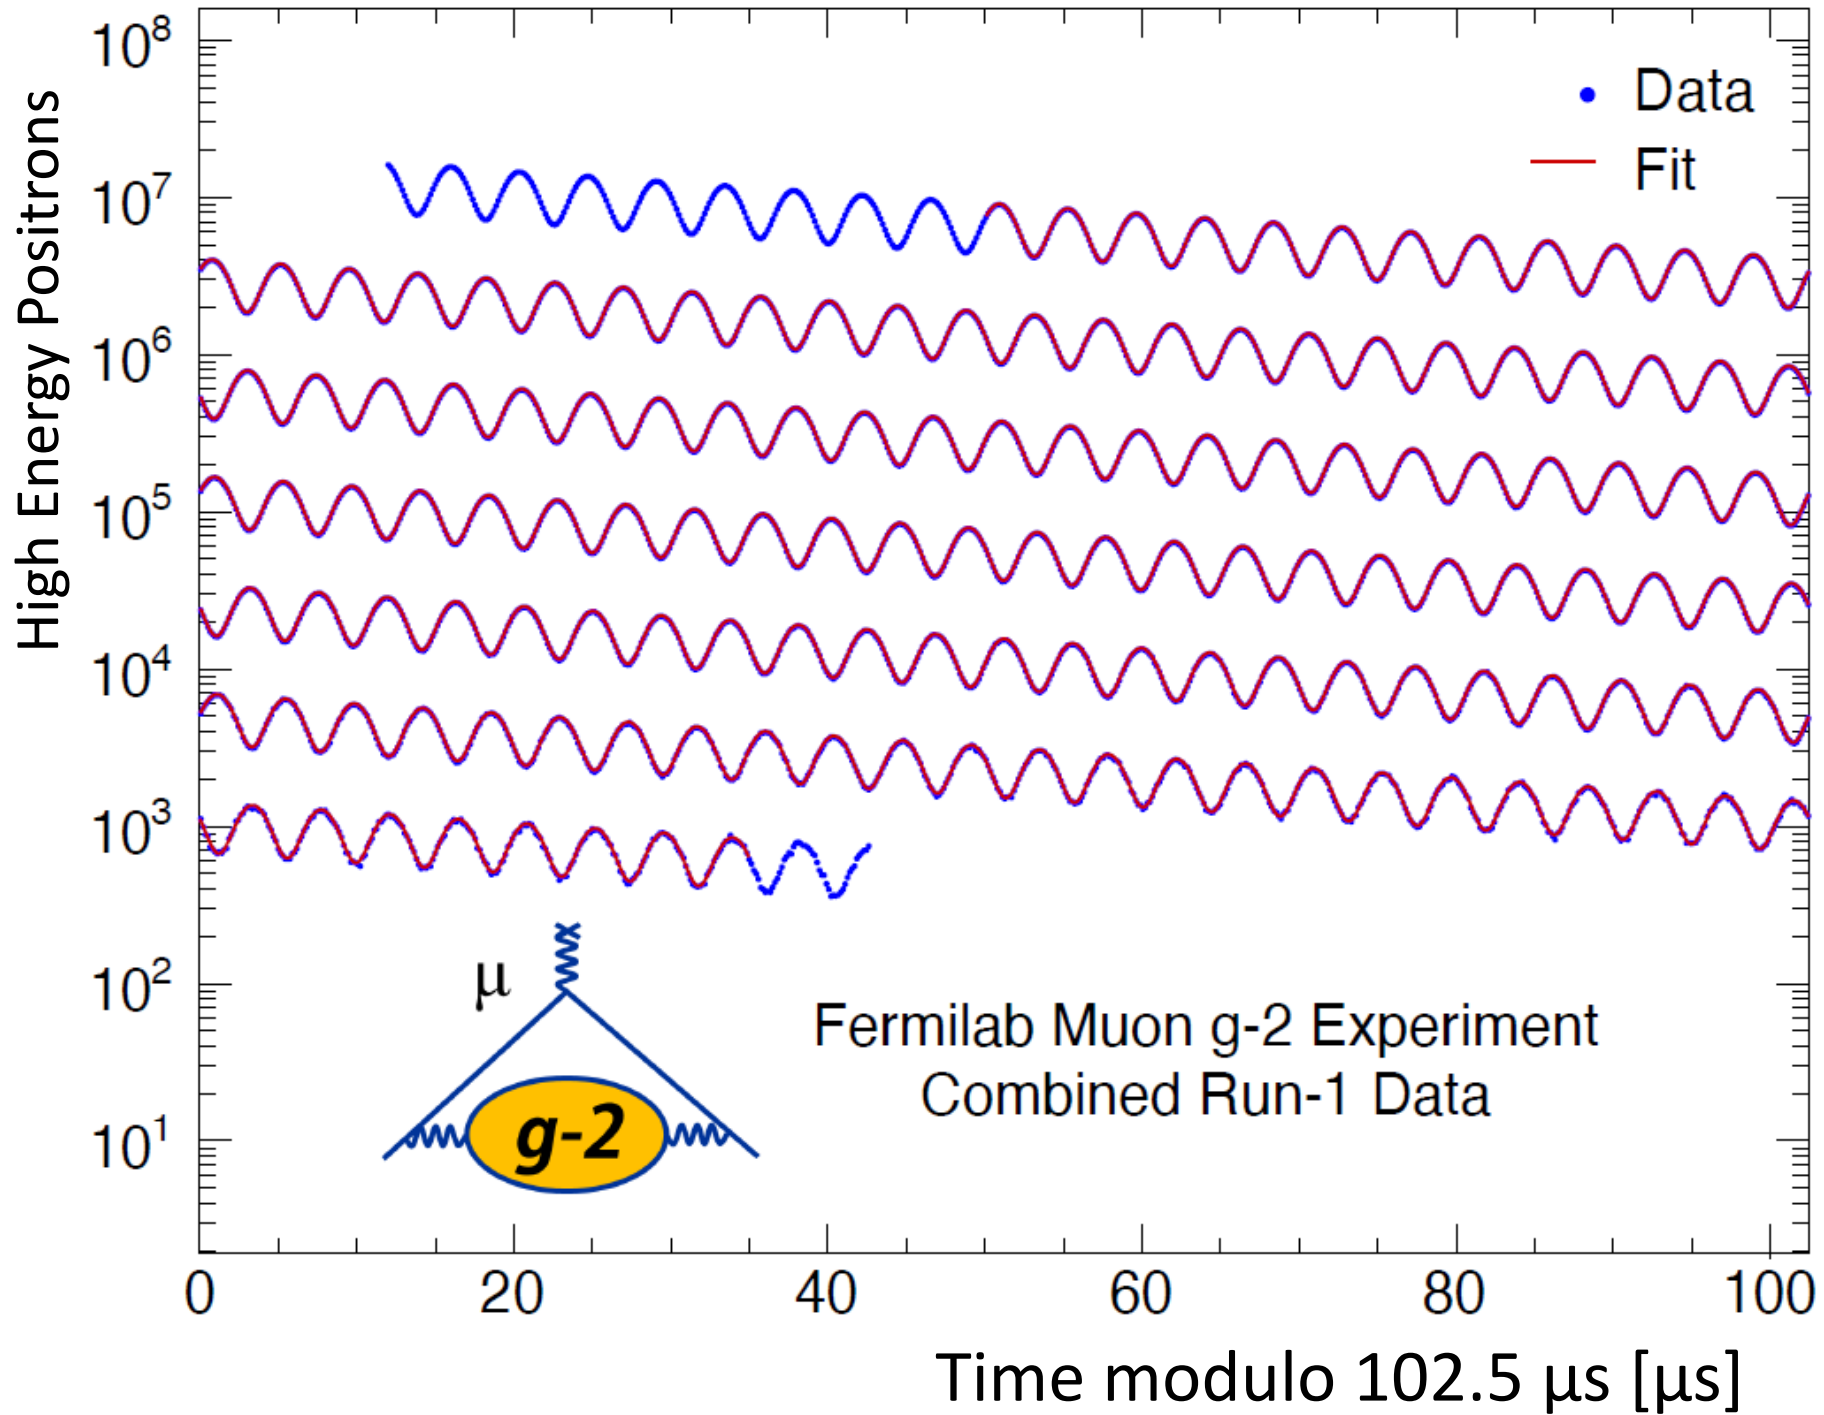 High Energy Positrons
10⁸
10⁷
10⁶
10⁵
10⁴
10³
10²
10¹
Data
Fit
μ
g-2
Fermilab Muon g-2 Experiment
Combined Run-1 Data
0 20 40 60 80 100
Time modulo 102.5 μs [μs]